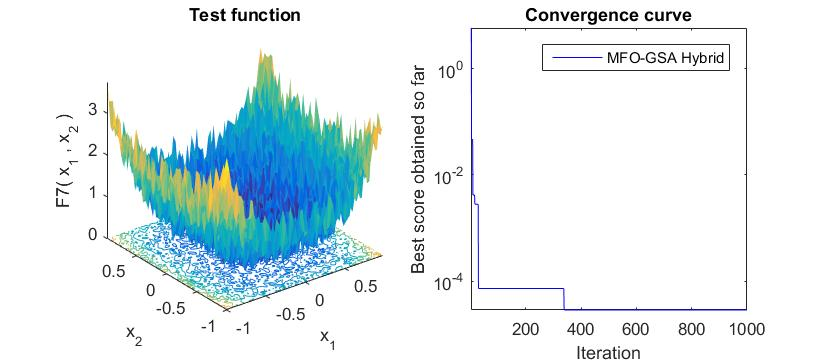 Test function
F7( x1 , x2 )
3
2
1
0
0.5
0
-0.5
-1
x2
-1
-0.5
0
0.5
x1
Convergence curve
MFO-GSA Hybrid
Best score obtained so far
10^0
10^-2
10^-4
200
400
600
800
1000
Iteration